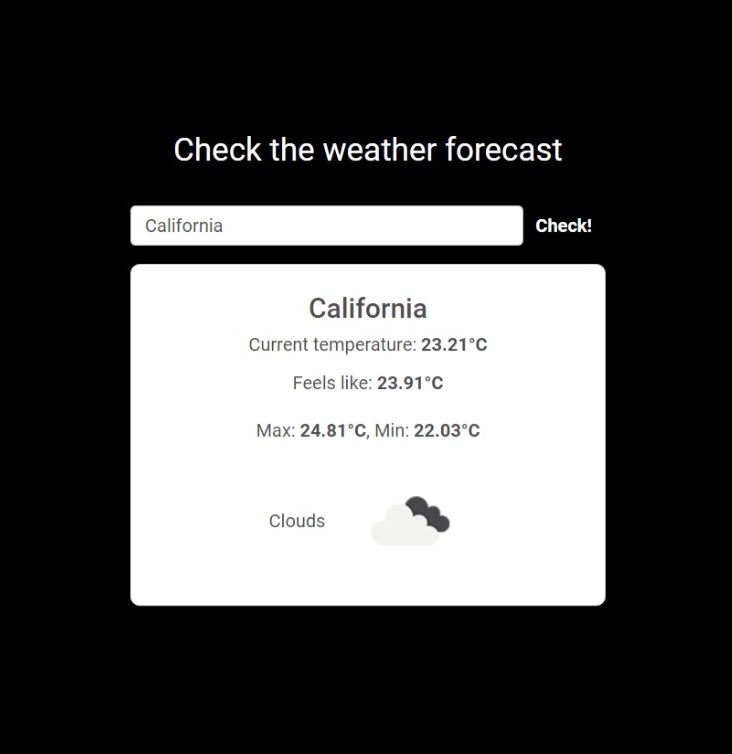 Check the weather forecast
California
Check!
California
Current temperature: 23.21°C
Feels like: 23.91°C
Max: 24.81°C, Min: 22.03°C
Clouds